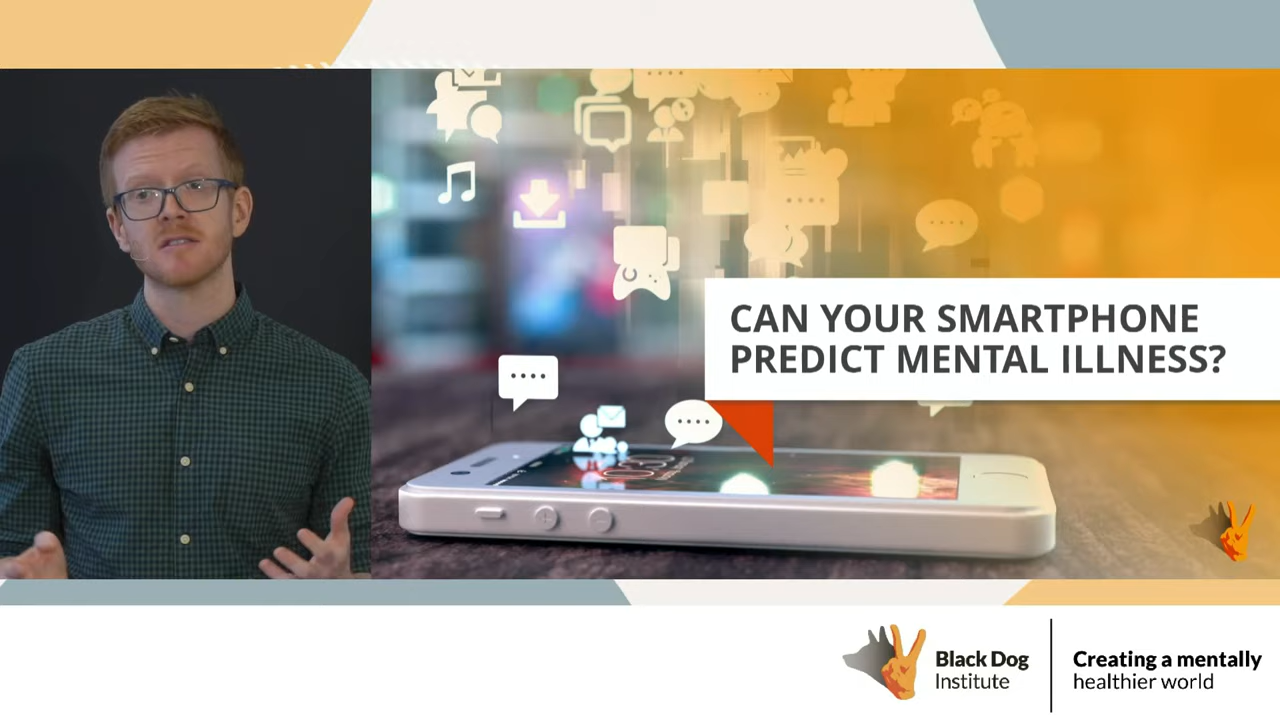 CAN YOUR SMARTPHONE
PREDICT MENTAL ILLNESS?
Black Dog
Institute
Creating a mentally
healthier world